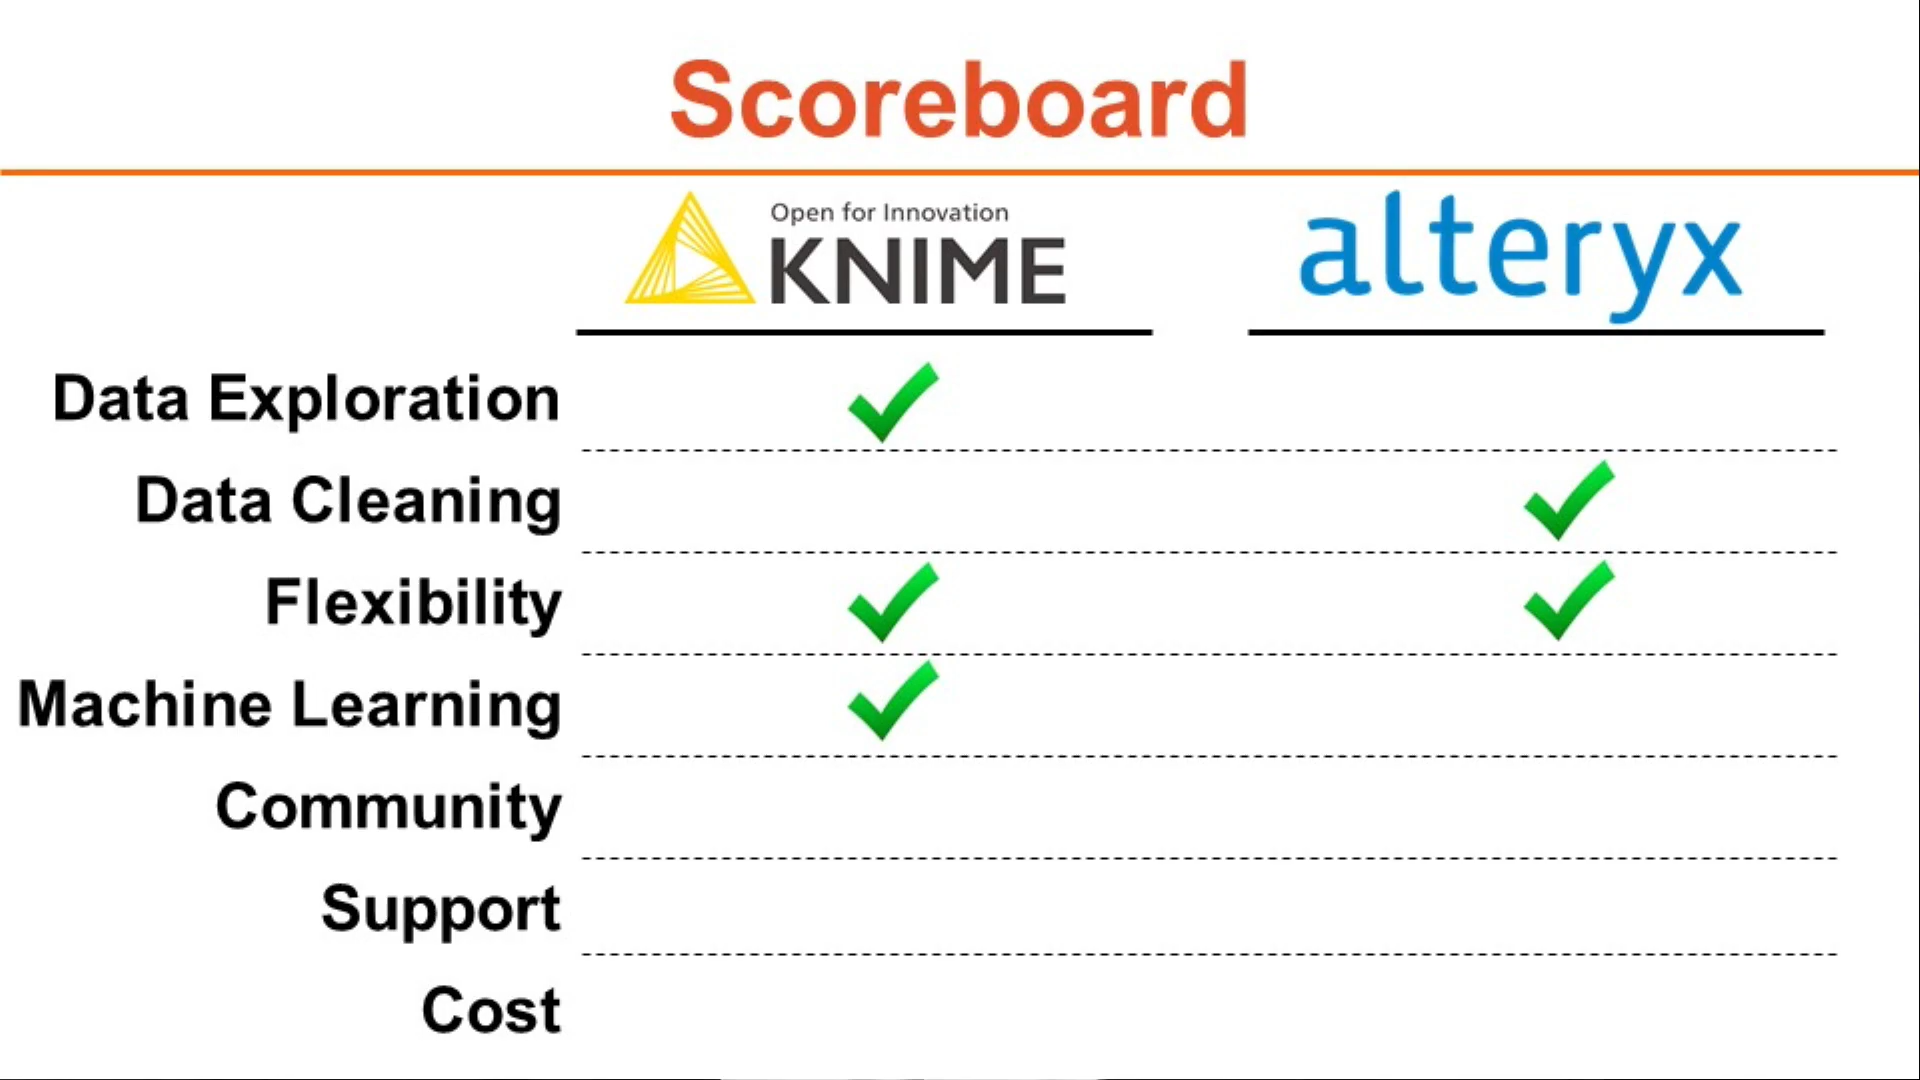 Scoreboard
Open for Innovation
KNIME
alteryx
Data Exploration
Data Cleaning
Flexibility
Machine Learning
Community
Support
Cost